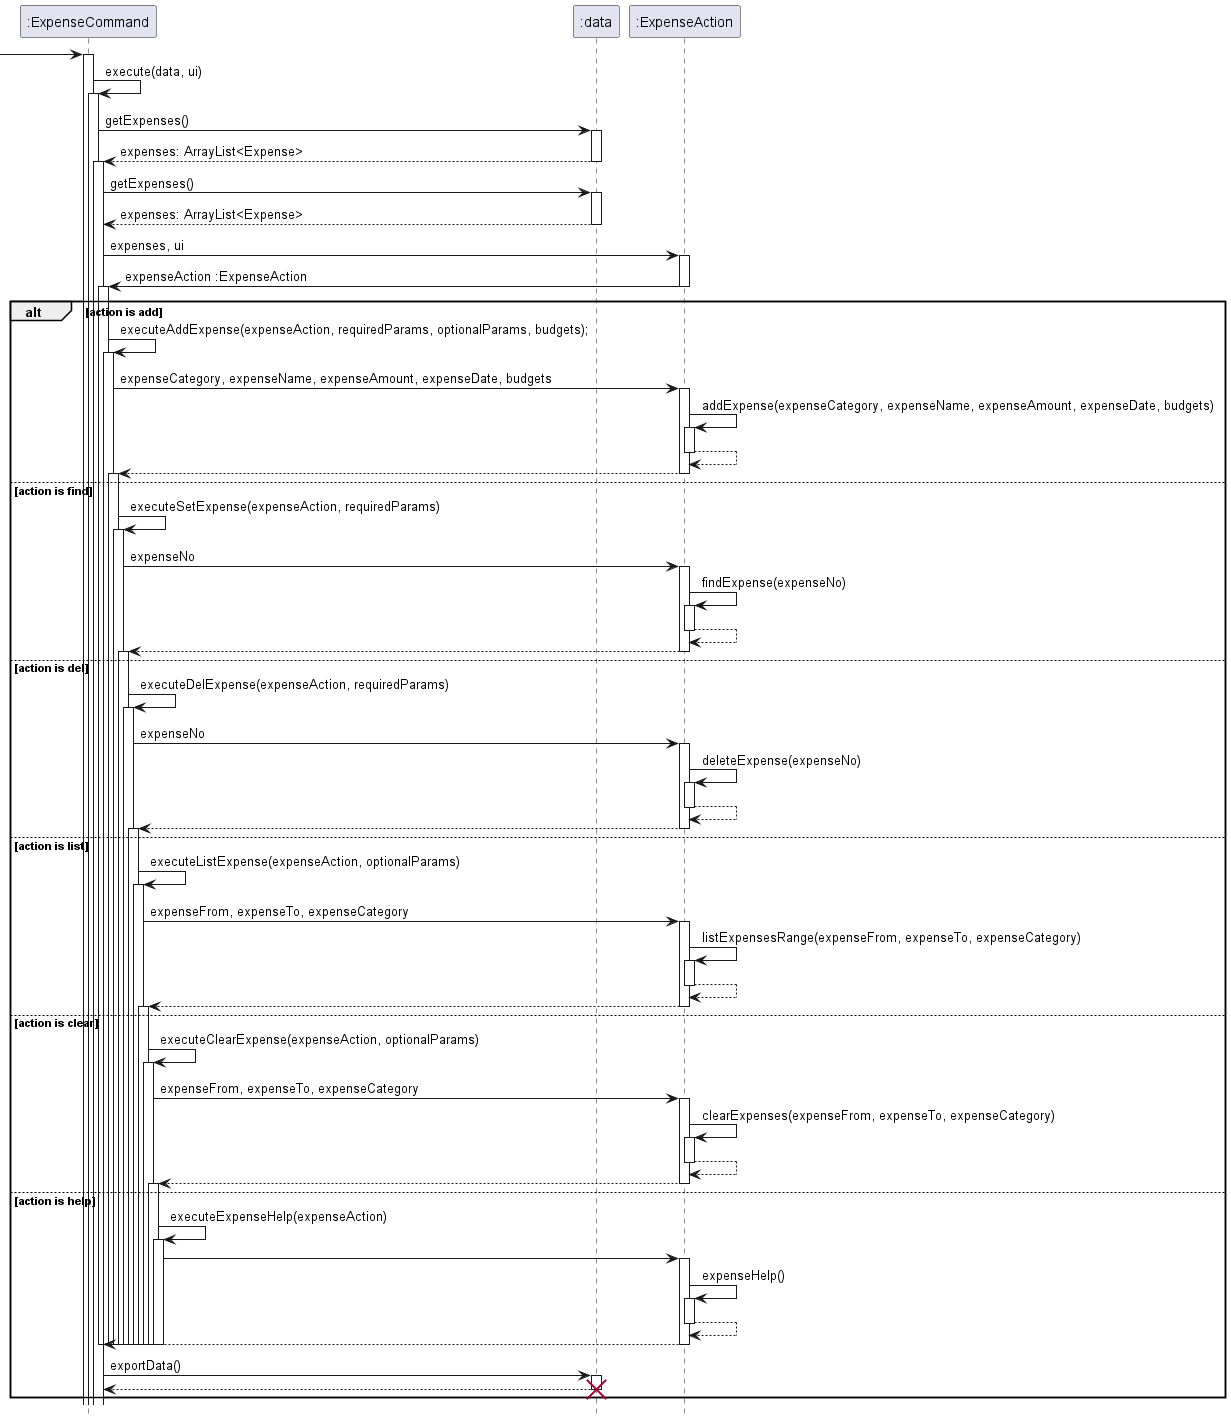 :ExpenseCommand
:data
:ExpenseAction
execute(data, ui)
getExpenses()
expenses: ArrayList<Expense>
getExpenses()
expenses: ArrayList<Expense>
expenses, ui
expenseAction :ExpenseAction
alt
[action is add]
executeAddExpense(expenseAction, requiredParams, optionalParams, budgets);
expenseCategory, expenseName, expenseAmount, expenseDate, budgets
addExpense(expenseCategory, expenseName, expenseAmount, expenseDate, budgets)
[action is find]
executeSetExpense(expenseAction, requiredParams)
expenseNo
findExpense(expenseNo)
[action is del]
executeDelExpense(expenseAction, requiredParams)
expenseNo
deleteExpense(expenseNo)
[action is list]
executeListExpense(expenseAction, optionalParams)
expenseFrom, expenseTo, expenseCategory
listExpensesRange(expenseFrom, expenseTo, expenseCategory)
[action is clear]
executeClearExpense(expenseAction, optionalParams)
expenseFrom, expenseTo, expenseCategory
clearExpenses(expenseFrom, expenseTo, expenseCategory)
[action is help]
executeExpenseHelp(expenseAction)
expenseHelp()
exportData()